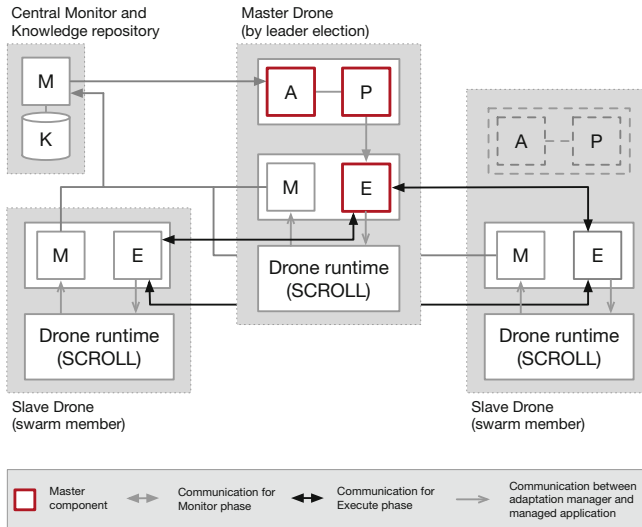 Central Monitor and
Knowledge repository
M
K
Master Drone
(by leader election)
A
P
M
E
Drone runtime
(SCROLL)
A
P
M
E
Drone runtime
(SCROLL)
Slave Drone
(swarm member)
M
E
Drone runtime
(SCROLL)
Slave Drone
(swarm member)
Master
component
Communication for
Monitor phase
Communication for
Execute phase
Communication between
adaptation manager and
managed application